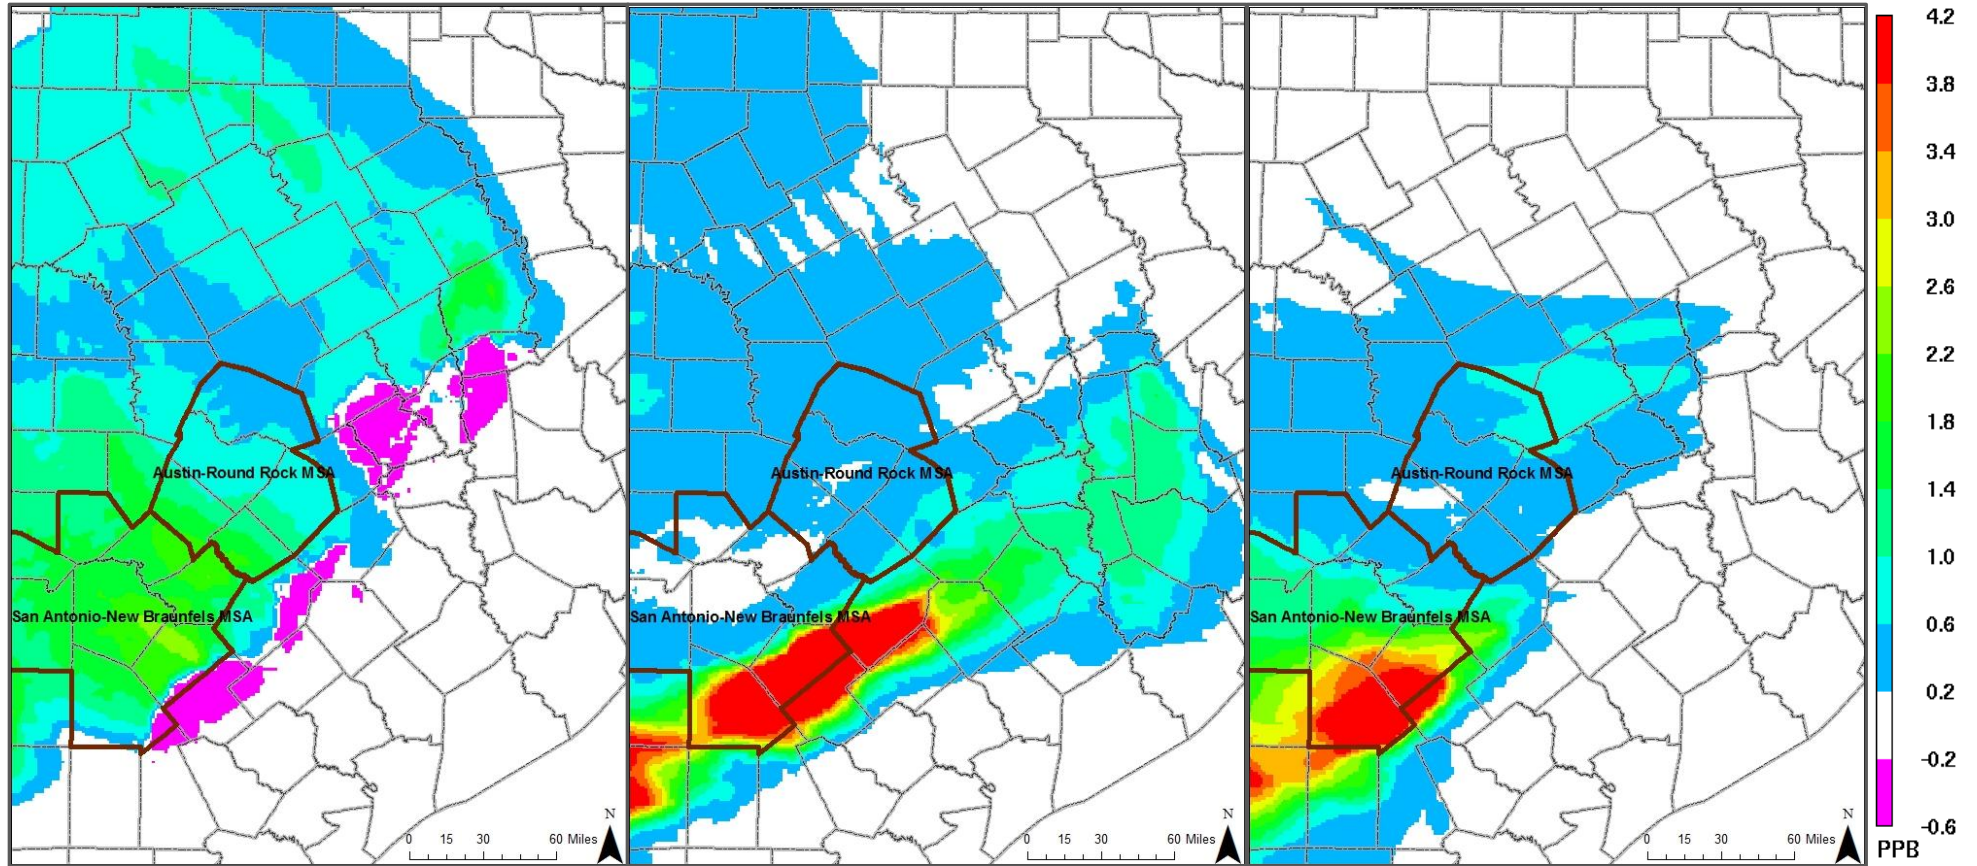 Austin-Round Rock MSA
San Antonio-New Braunfels MSA
N
0 15 30 60 Miles
Austin-Round Rock MSA
San Antonio-New Braunfels MSA
N
0 15 30 60 Miles
Austin-Round Rock MSA
San Antonio-New Braunfels MSA
N
0 15 30 60 Miles
4.2
3.8
3.4
3.0
2.6
2.2
1.8
1.4
1.0
0.6
0.2
-0.2
-0.6
PPB